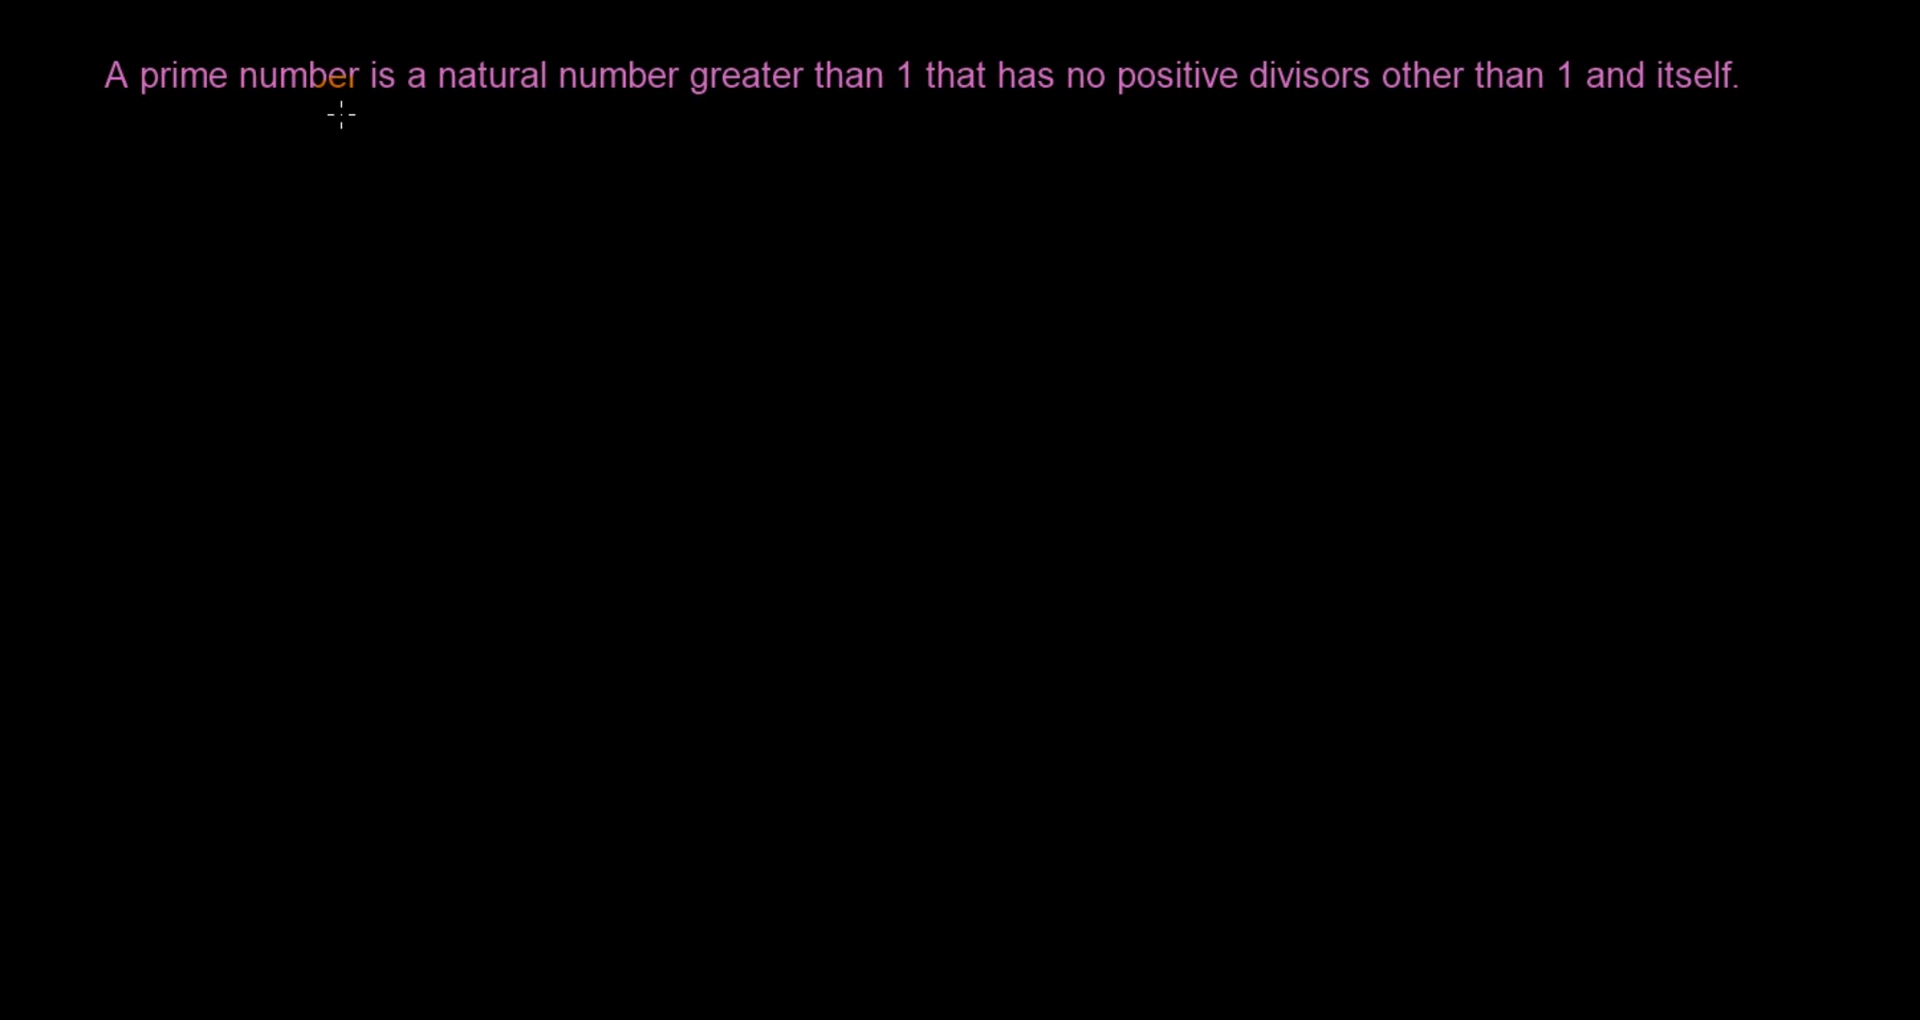 A prime number is a natural number greater than 1 that has no positive divisors other than 1 and itself.